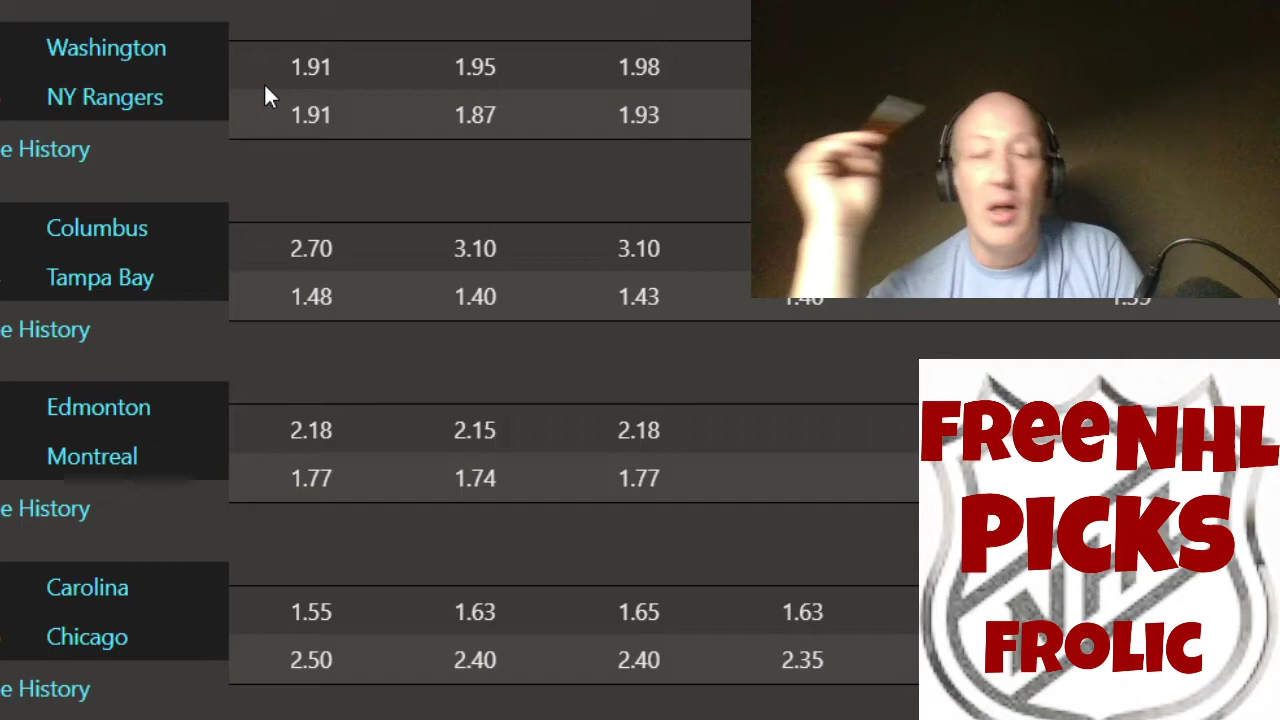 Washington 1.91 1.95 1.98
NY Rangers 1.91 1.87 1.93
e History
Columbus 2.70 3.10 3.10
Tampa Bay 1.48 1.40 1.43
e History
Edmonton 2.18 2.15 2.18
Montreal 1.77 1.74 1.77
e History
Carolina 1.55 1.63 1.65 1.63
Chicago 2.50 2.40 2.40 2.35
e History
FRee NHL
PICKS
FROLIC
NHL